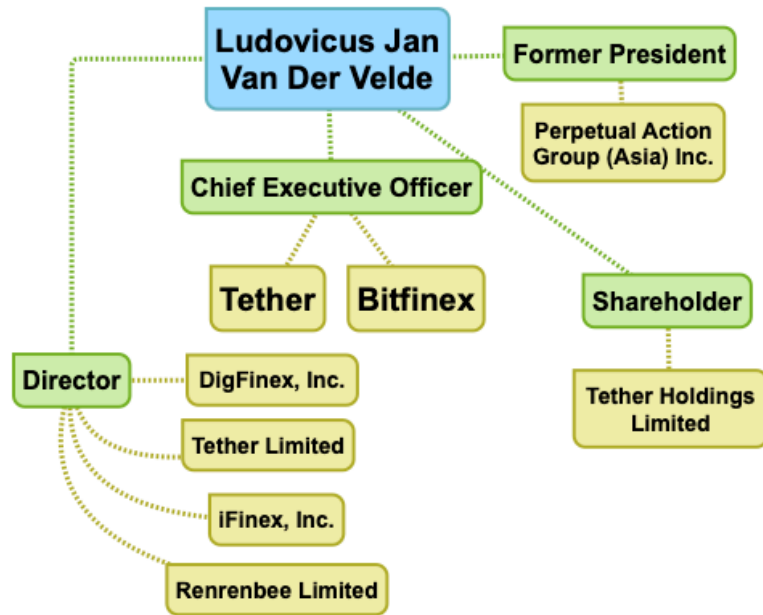 Ludovicus Jan
Van Der Velde
Former President
Perpetual Action
Group (Asia) Inc.
Chief Executive Officer
Tether
Bitfinex
Shareholder
Tether Holdings
Limited
Director
DigFinex, Inc.
Tether Limited
iFinex, Inc.
Renrenbee Limited